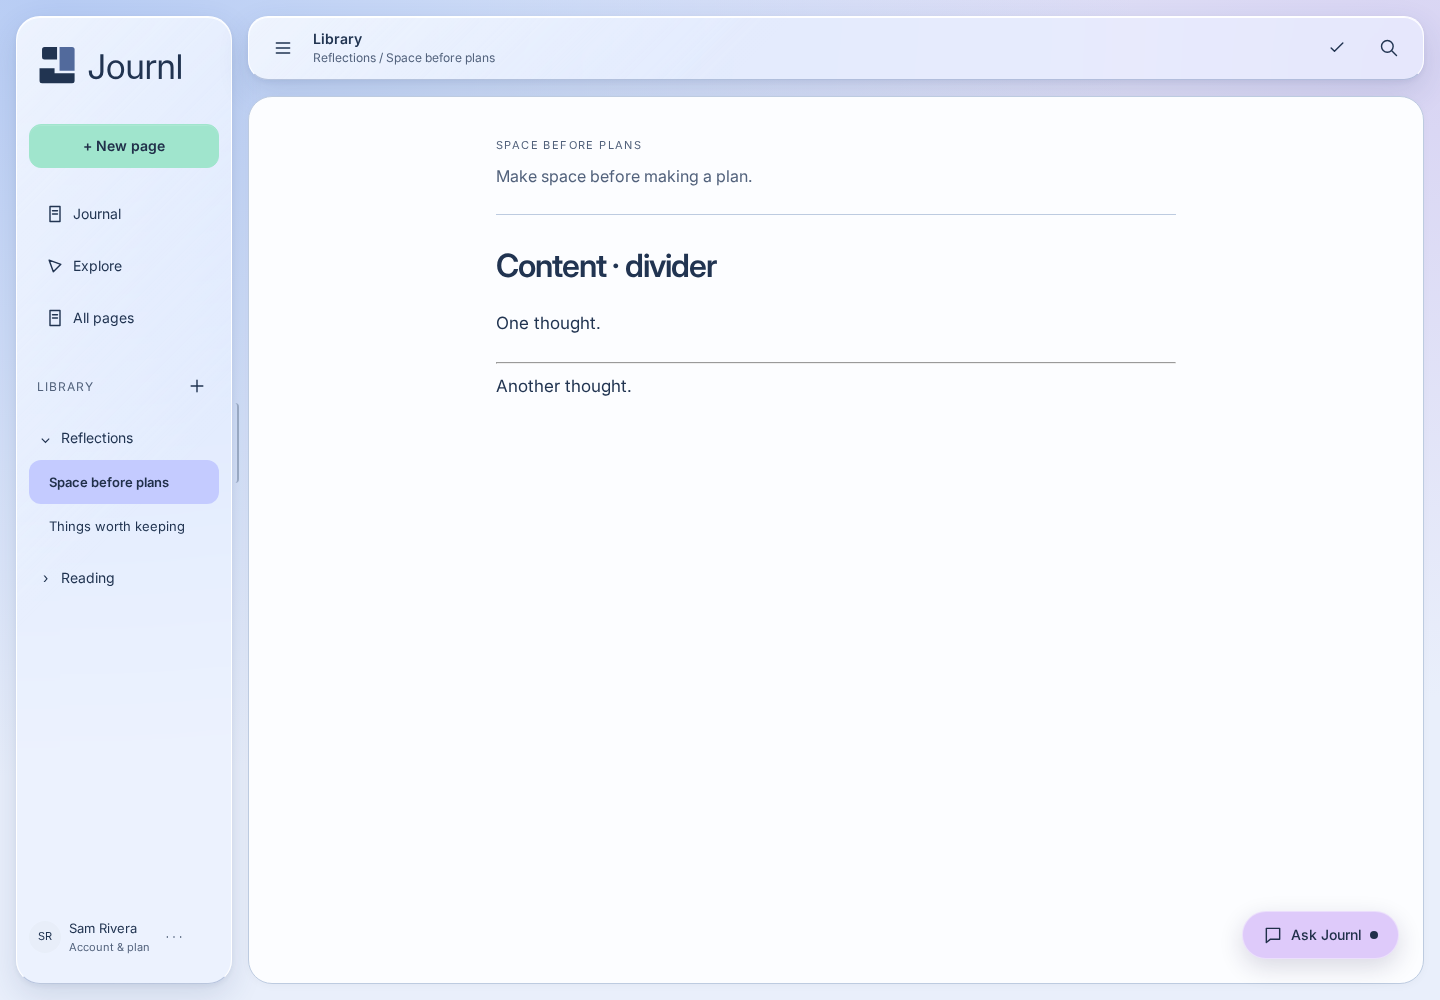 Journl
+ New page
Journal
Explore
All pages
LIBRARY
Reflections
Space before plans
Things worth keeping
Reading
SR
Sam Rivera
Account & plan
...
Library
Reflections / Space before plans
SPACE BEFORE PLANS
Make space before making a plan.
Content · divider
One thought.
Another thought.
Ask Journl